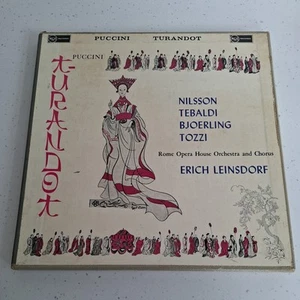 PUCCINI TURANDOT
PUCCINI
TURANDOT
NILSSON
TEBALDI
BJOERLING
TOZZI
Rome Opera House Orchestra and Chorus
ERICH LEINSDORF